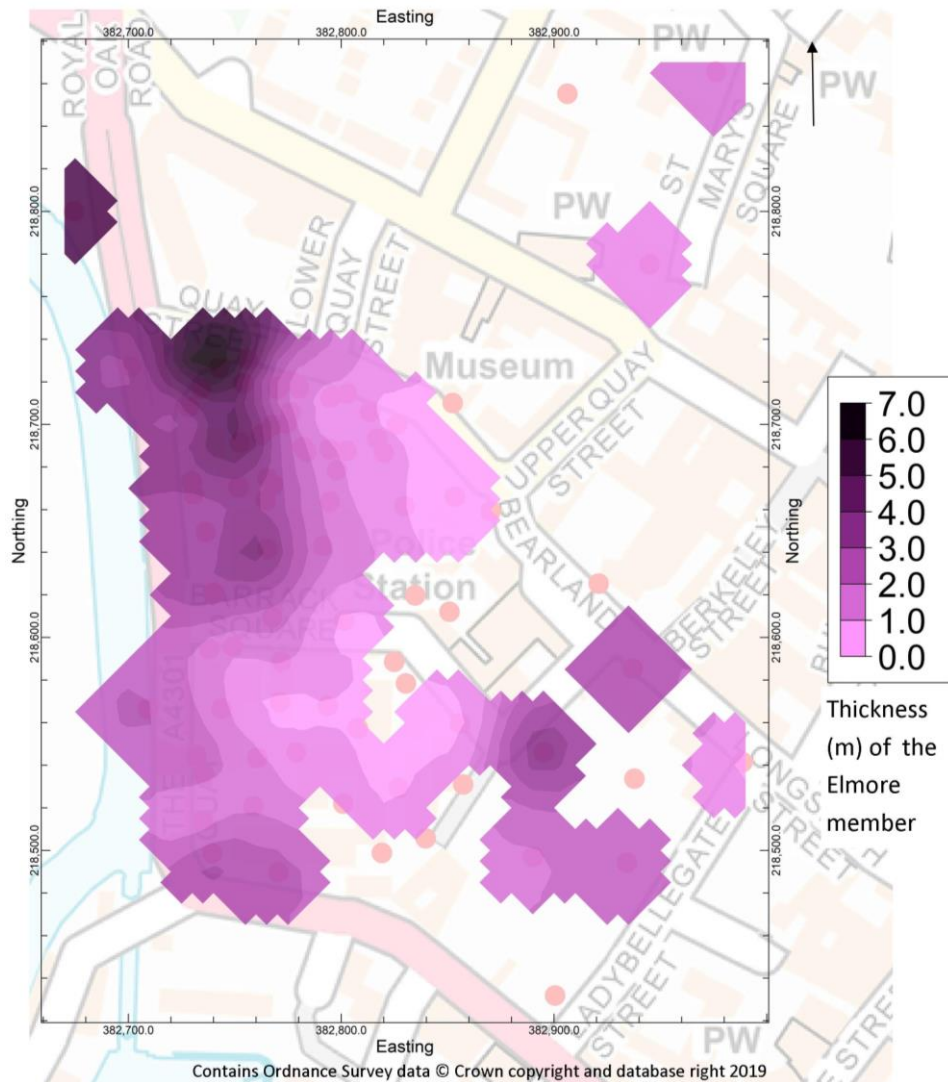 Easting
382,700.0 382,800.0 382,900.0
ROYAL
OAK
ROAD
PW
PW
ST
MARY'S
SQUARE
218,800.0
218,800.0
PW
LOWER
QUAY
STREET
QUAY
Museum
UPPER QUAY
STREET
218,700.0
218,700.0
7.0
6.0
5.0
4.0
3.0
2.0
1.0
0.0
Thickness
(m) of the
Elmore
member
Northing
Northing
Police
Station
BEARLAND
BERKELEY
STREET
BARRACK
SQUARE
218,600.0
218,600.0
THE
A4301
STREET
218,500.0
218,500.0
LADYBELLEGATE
STREET
PW
382,700.0 382,800.0 382,900.0
Easting
Contains Ordnance Survey data © Crown copyright and database right 2019